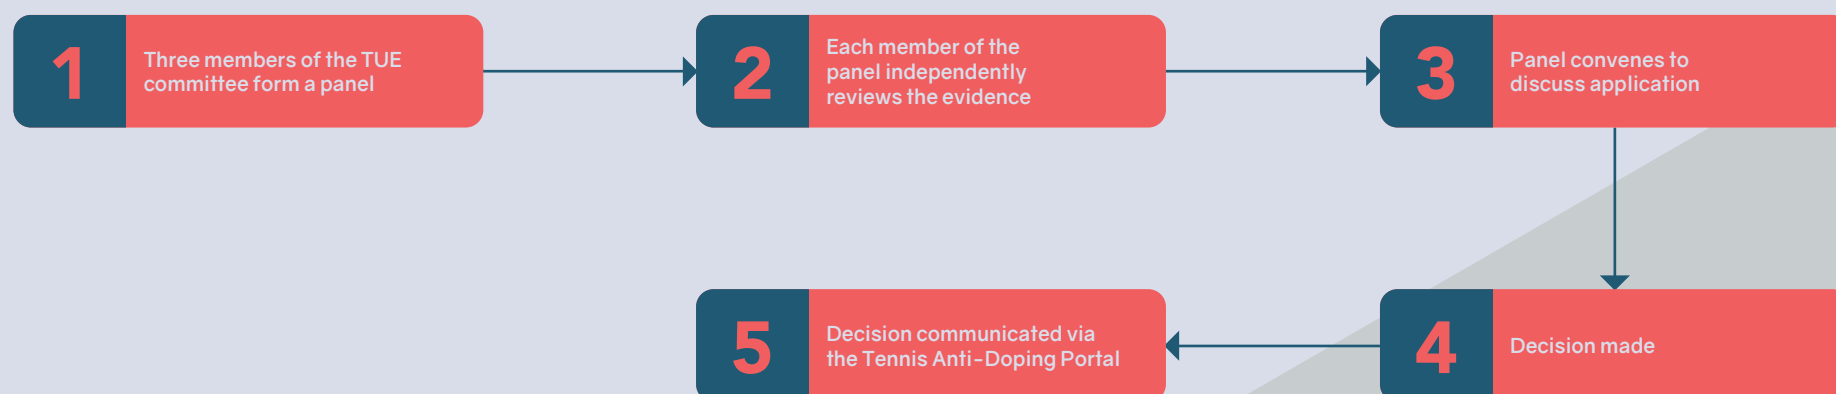 1
Three members of the TUE
committee form a panel
2
Each member of the
panel independently
reviews the evidence
3
Panel convenes to
discuss application
4
Decision made
5
Decision communicated via
the Tennis Anti-Doping Portal